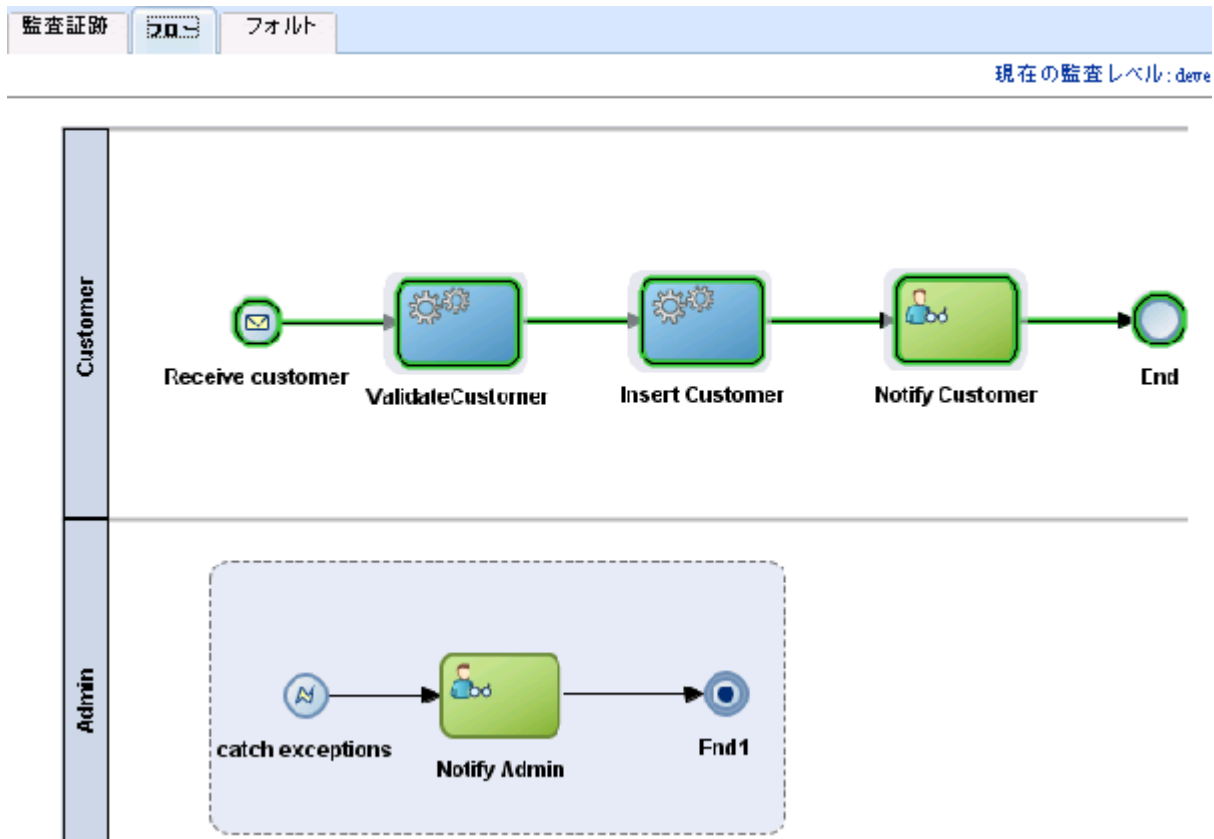 監査証跡
フロー
フォルト
現在の監査レベル: deve
Customer
Receive customer
ValidateCustomer
Insert Customer
Notify Customer
End
Admin
catch exceptions
Notify Admin
End1